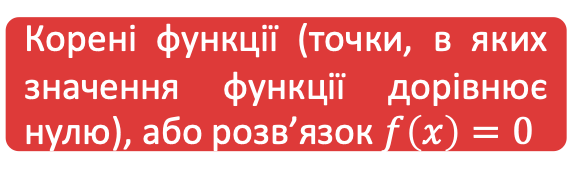 Корені функції (точки, в яких
значення функції дорівнює
нулю), або розв’язок f(x) = 0